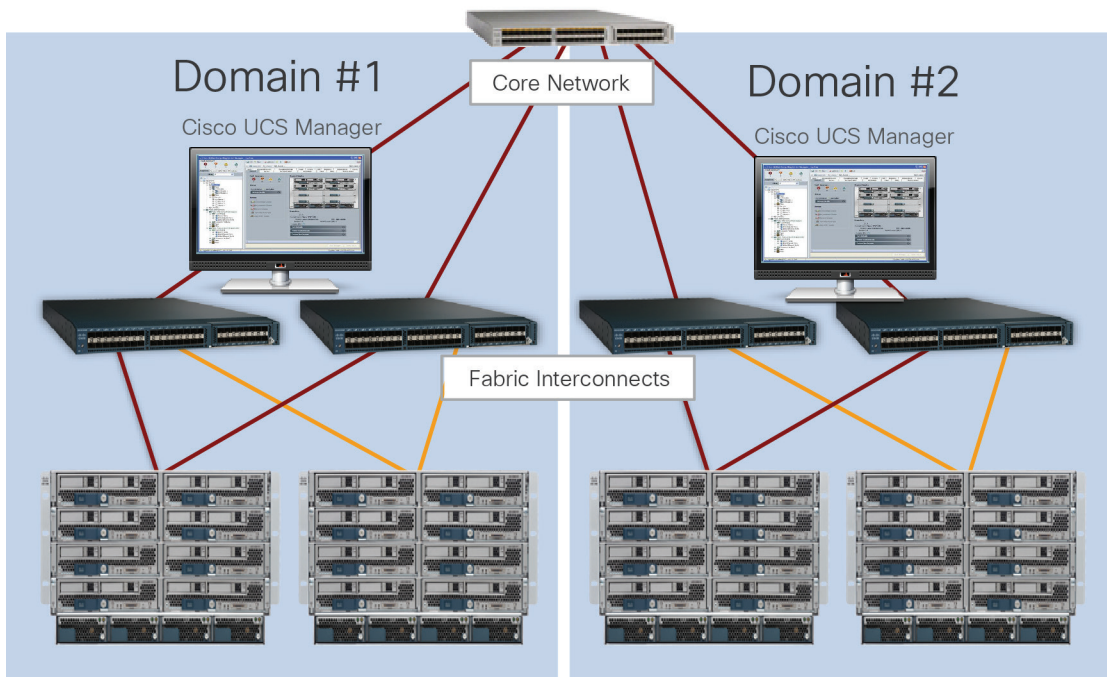 Domain #1
Core Network
Domain #2
Cisco UCS Manager
Cisco UCS Manager
Fabric Interconnects